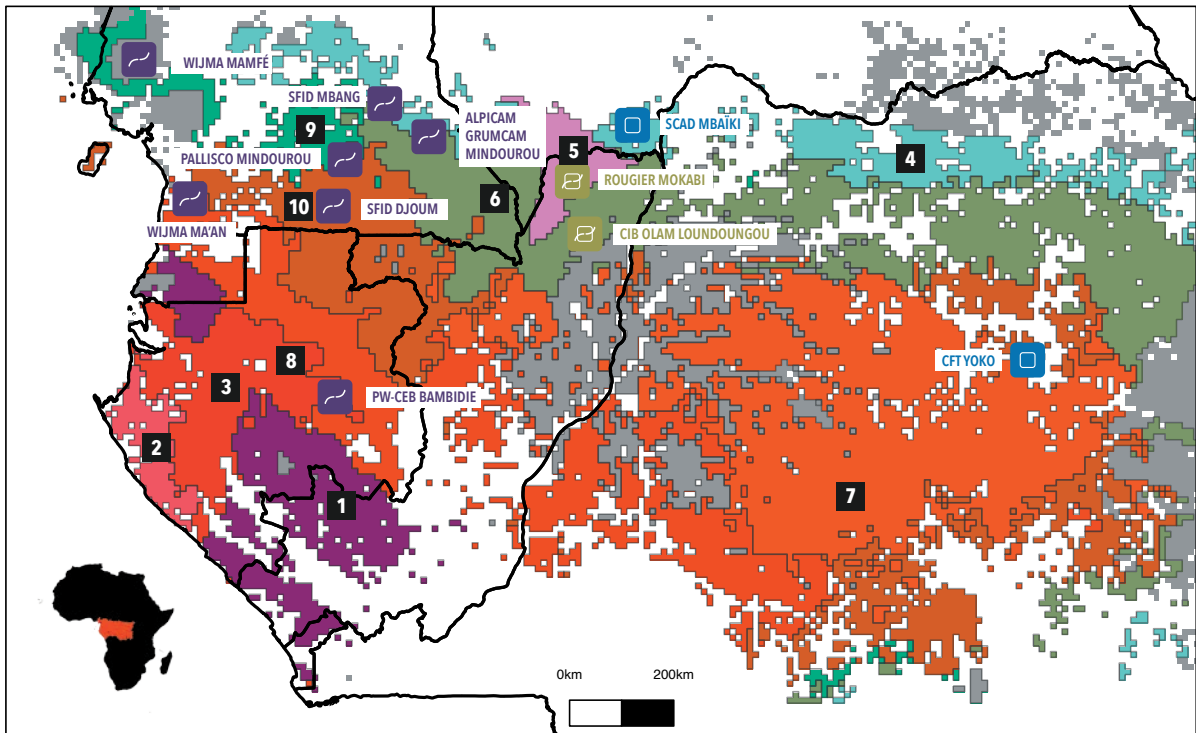 WIJMA MAMFÉ
SFID MBANG
ALPICAM
GRUMCAM
MINDOUROU
SCAD MBAÏKI
9
5
4
PALLISCO MINDOUROU
ROUGIER MOKABI
10
SFID DJOUM
6
WIJMA MA'AN
CIB OLAM LOUNDOUNGOU
8
CFT YOKO
3
PW-CEB BAMBIDIE
2
1
7
0km
200km